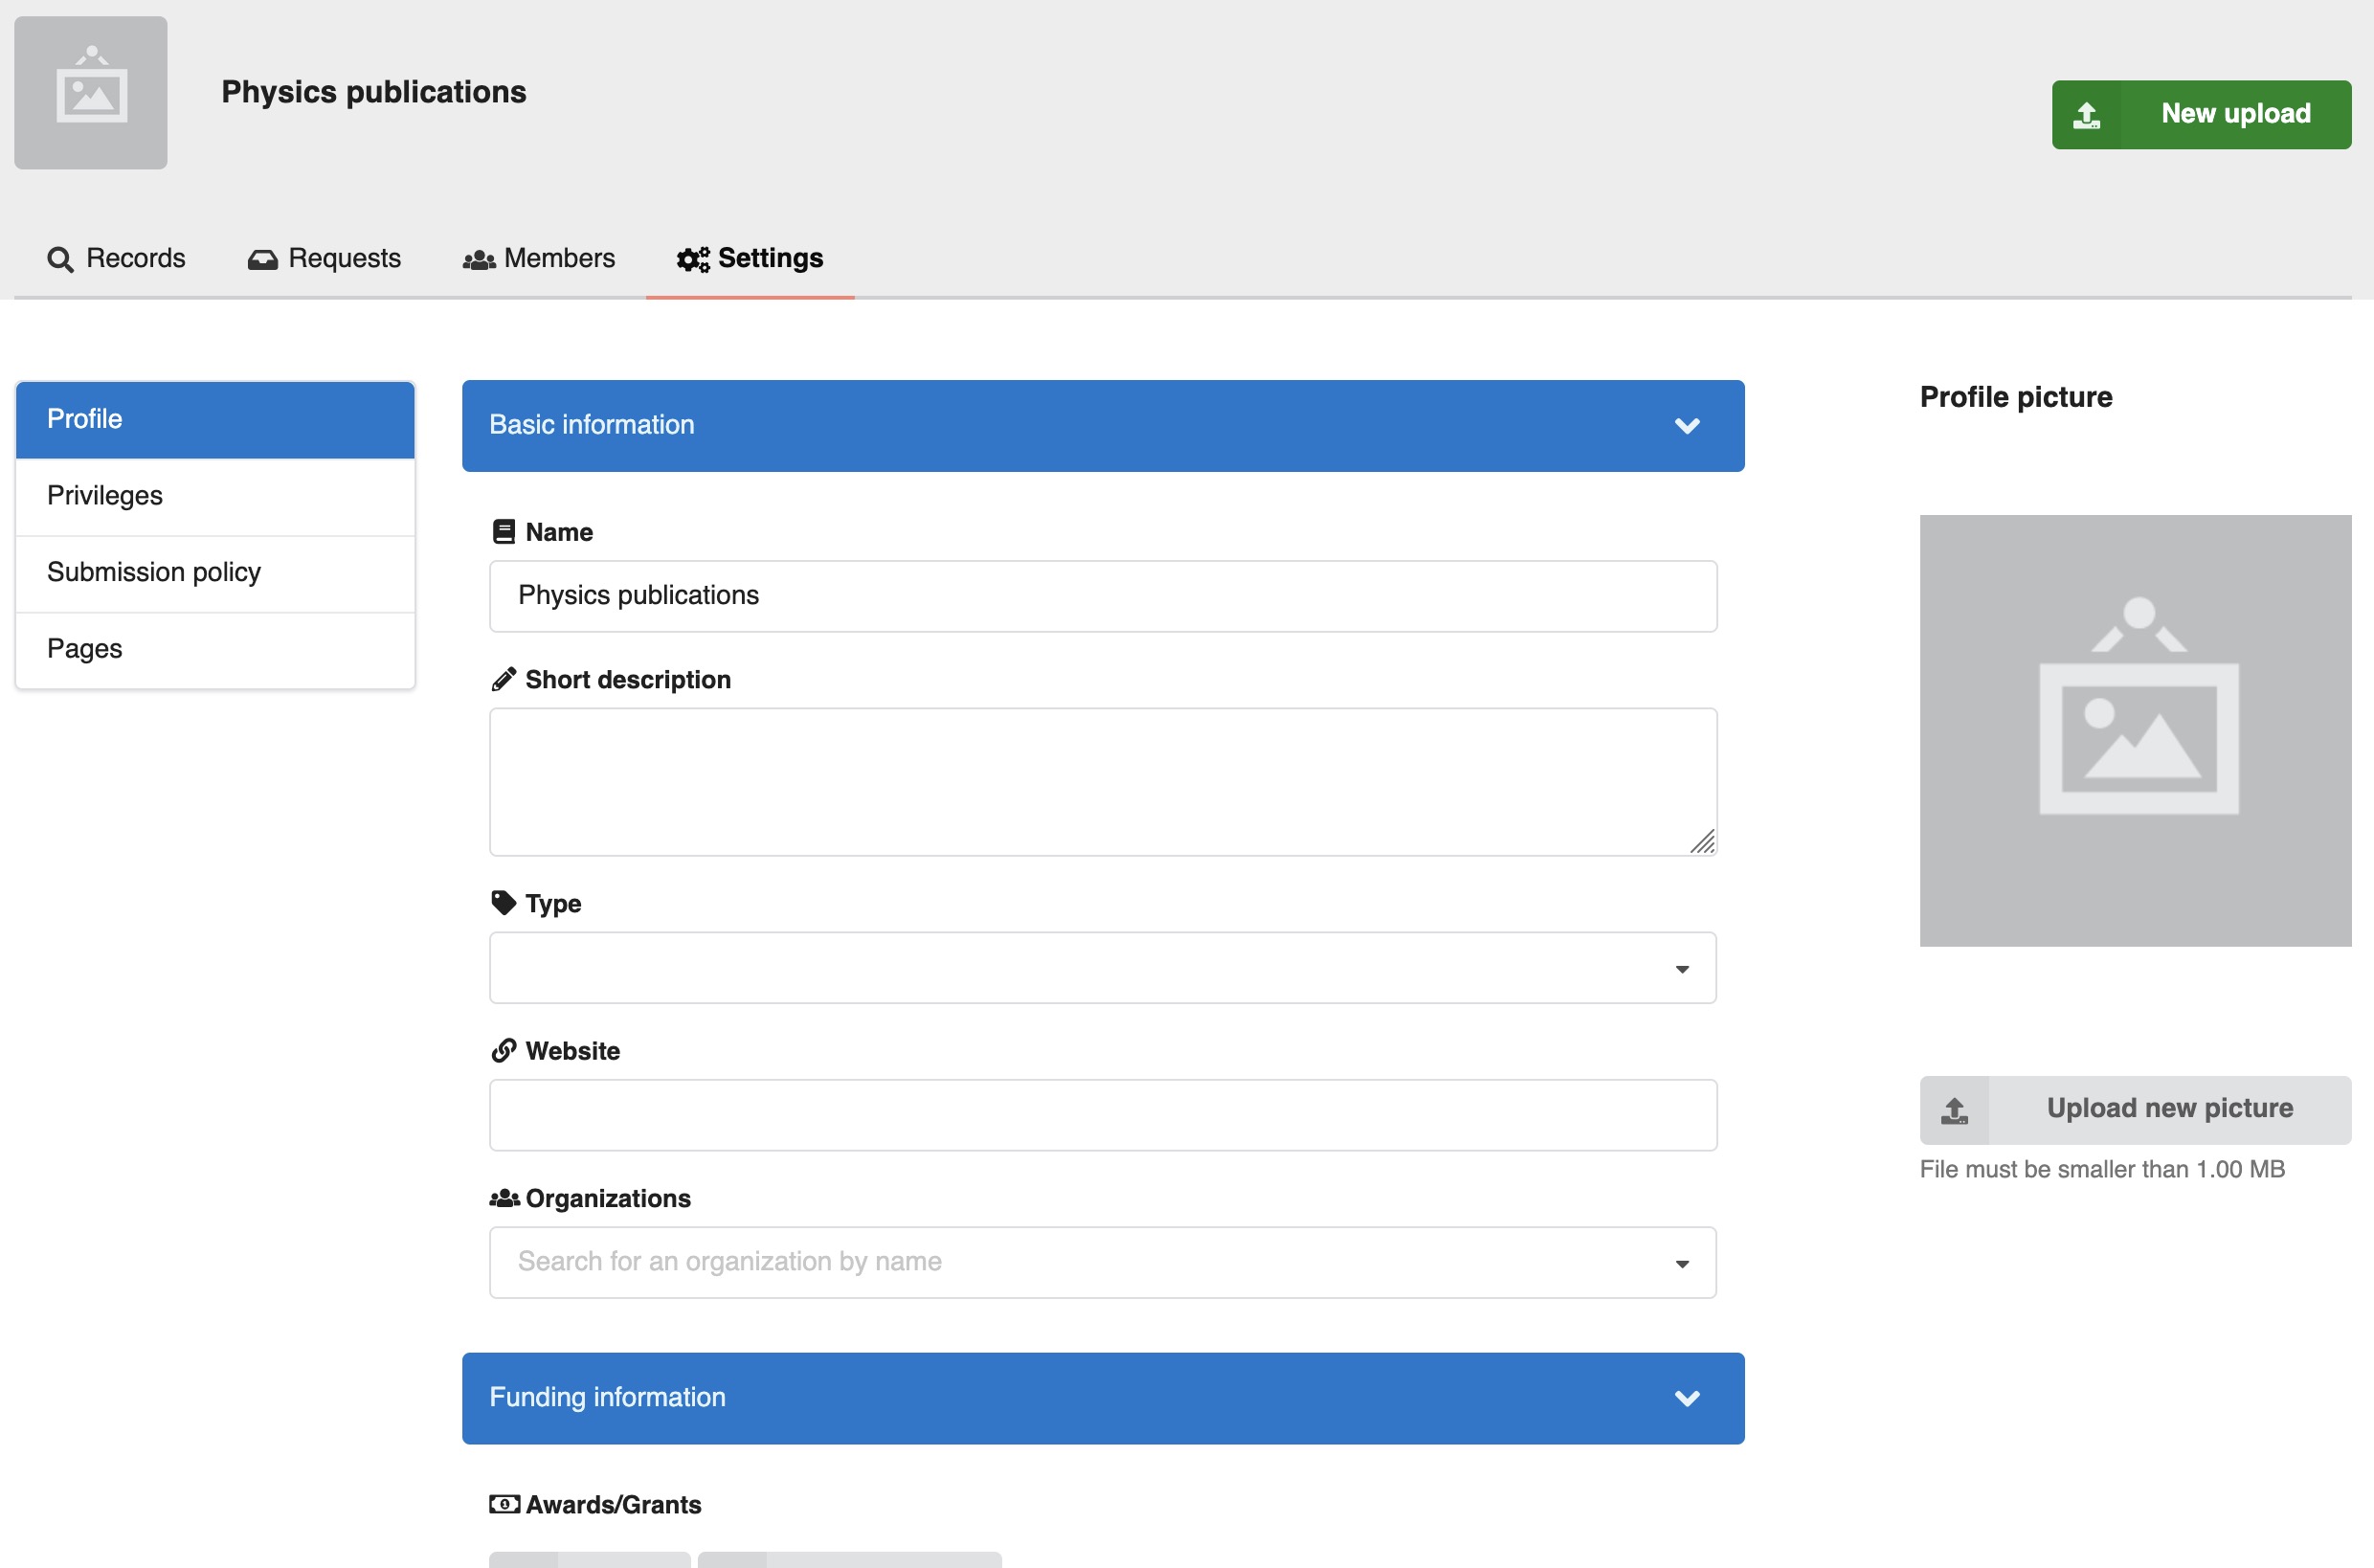 Physics publications
New upload
Records
Requests
Members
Settings
Profile
Privileges
Submission policy
Pages
Basic information
Name
Physics publications
Short description
Type
Website
Organizations
Search for an organization by name
Funding information
Awards/Grants
Profile picture
Upload new picture
File must be smaller than 1.00 MB